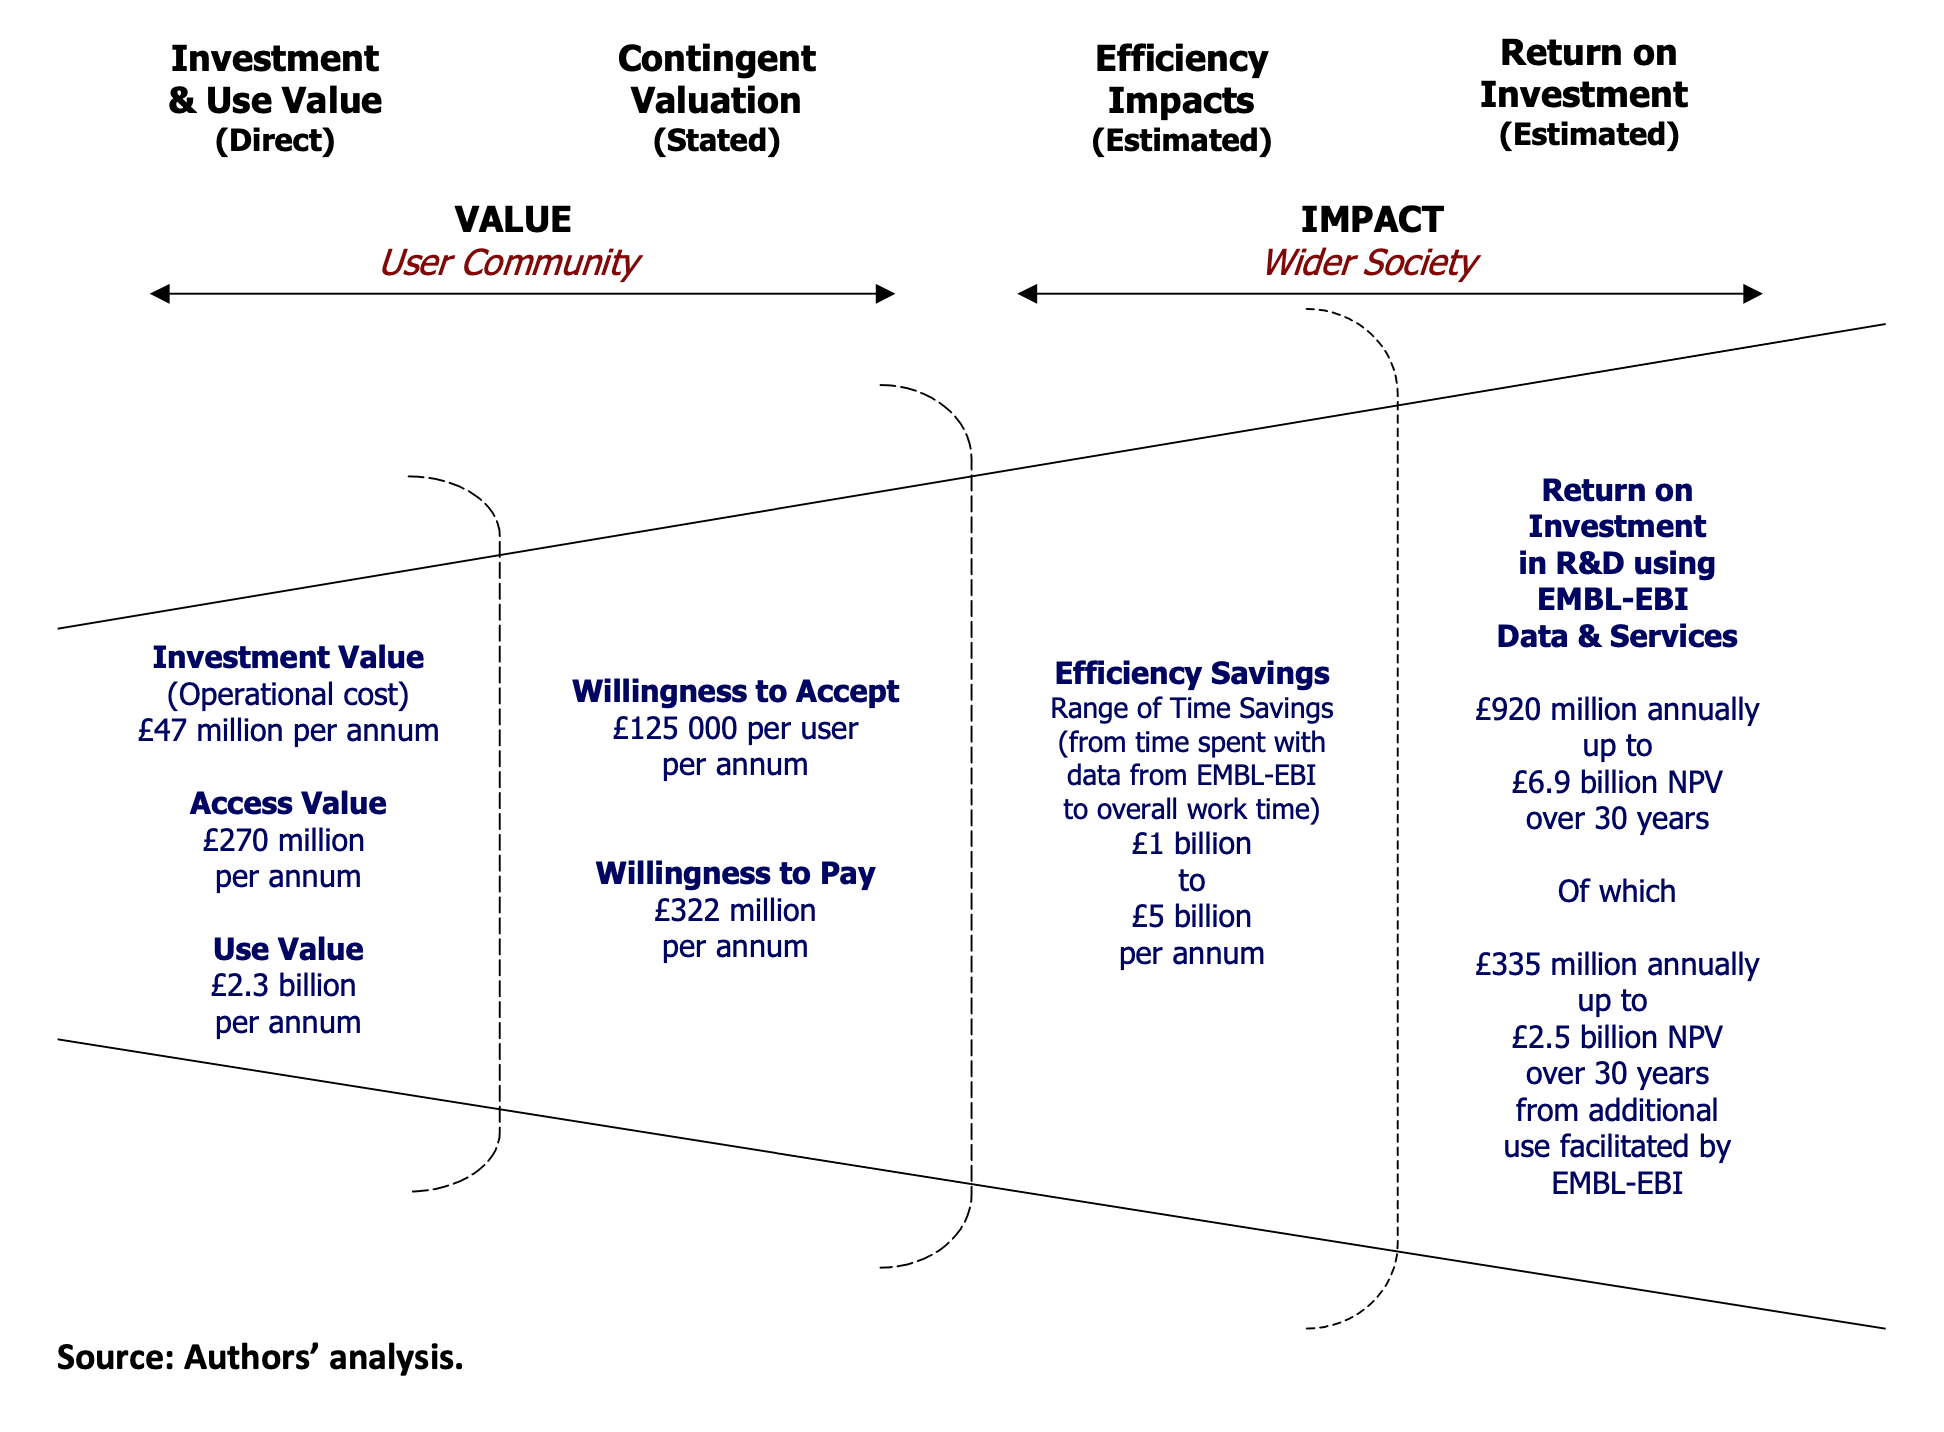 Investment
& Use Value
(Direct)
Contingent
Valuation
(Stated)
Efficiency
Impacts
(Estimated)
Return on
Investment
(Estimated)
VALUE
User Community
IMPACT
Wider Society
Investment Value
(Operational cost)
£47 million per annum
Access Value
£270 million
per annum
Use Value
£2.3 billion
per annum
Willingness to Accept
£125 000 per user
per annum
Willingness to Pay
£322 million
per annum
Efficiency Savings
Range of Time Savings
(from time spent with
data from EMBL-EBI
to overall work time)
£1 billion
to
£5 billion
per annum
Return on
Investment
in R&D using
EMBL-EBI
Data & Services
£920 million annually
up to
£6.9 billion NPV
over 30 years
Of which
£335 million annually
up to
£2.5 billion NPV
over 30 years
from additional
use facilitated by
EMBL-EBI
Source: Authors’ analysis.